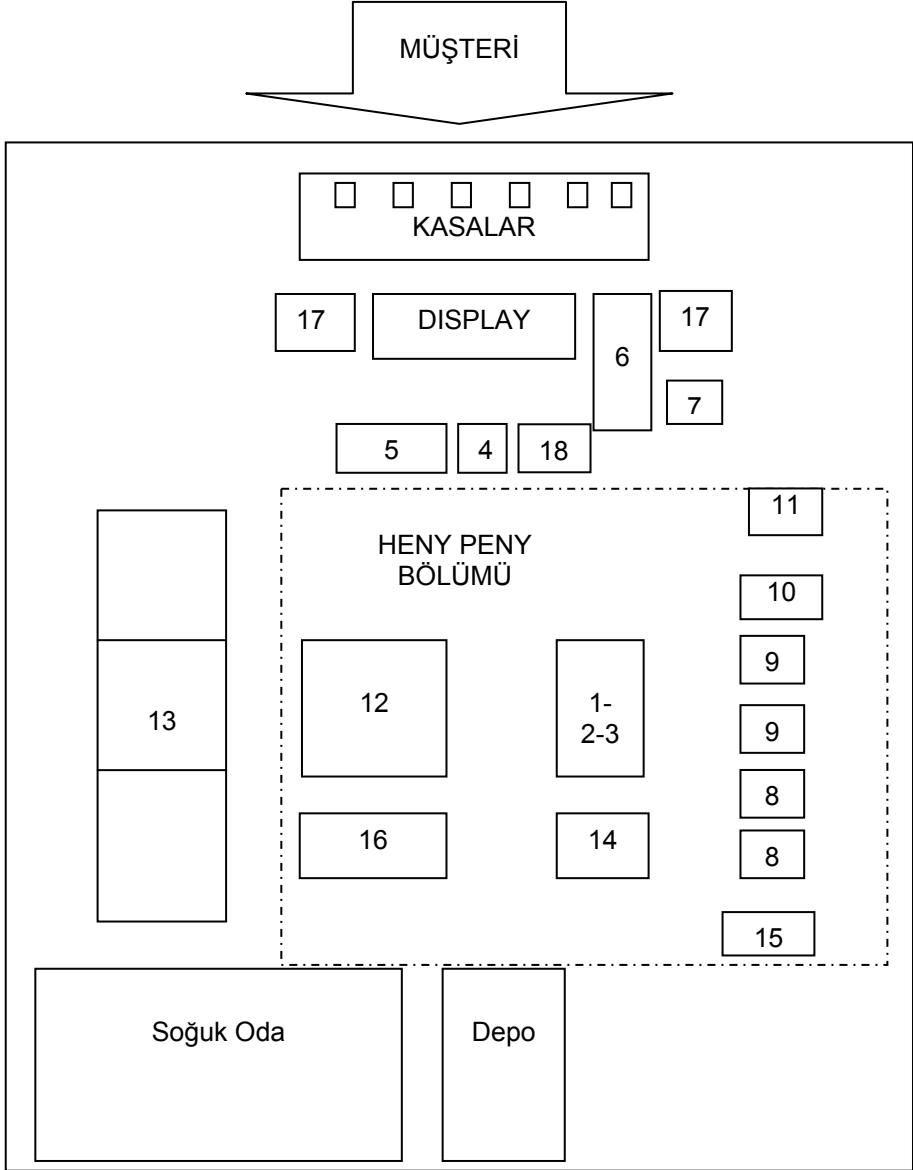 MÜŞTERİ
KASALAR
17
DISPLAY
6
17
7
5
4
18
HENY PENY
BÖLÜMÜ
11
10
9
13
12
1-
2-3
9
8
16
14
8
15
Soğuk Oda
Depo